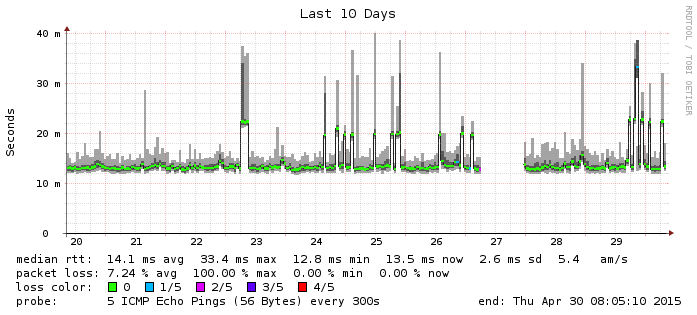 Last 10 Days
RRDTOOL / TOBI OETIKER
Seconds
40 m
30 m
20 m
10 m
0
20 21 22 23 24 25 26 27 28 29
median rtt: 14.1 ms avg 33.4 ms max 12.8 ms min 13.5 ms now 2.6 ms sd 5.4 am/s
packet loss: 7.24 % avg 100.00 % max 0.00 % min 0.00 % now
loss color: 0 1/5 2/5 3/5 4/5
probe: 5 ICMP Echo Pings (56 Bytes) every 300s end: Thu Apr 30 08:05:10 2015